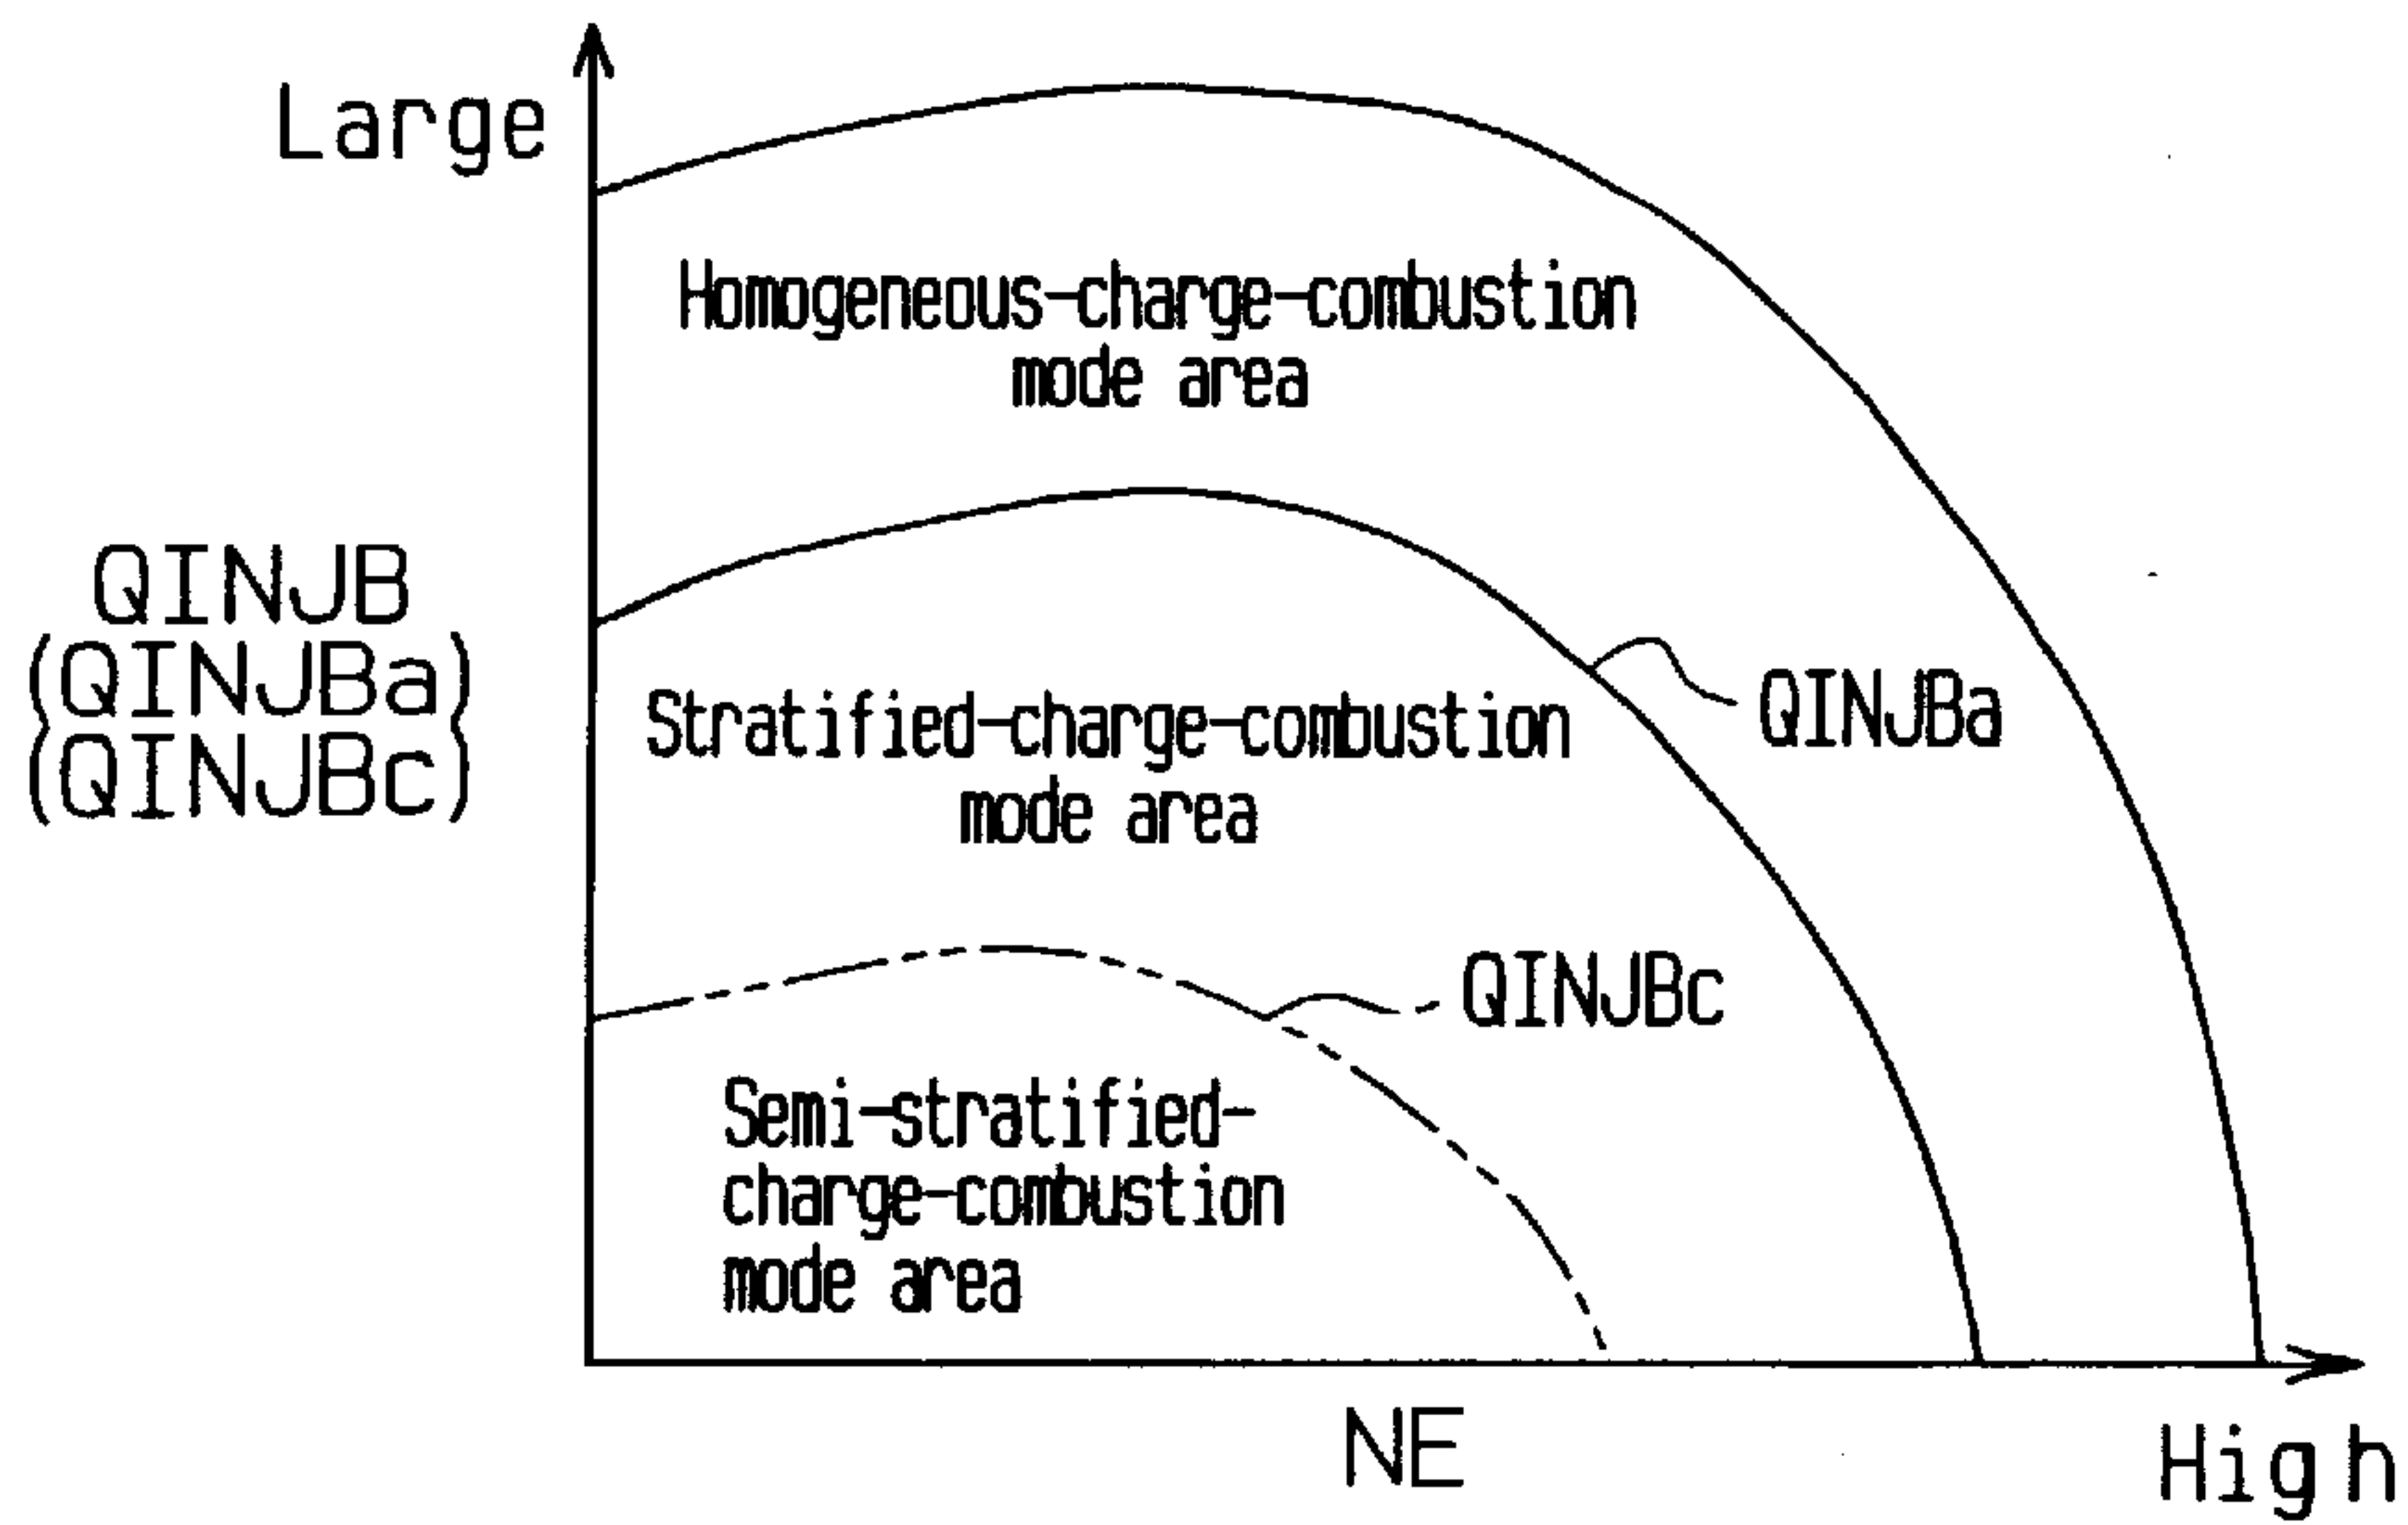 Large
Homogeneous-charge-combustion
mode area
QINJB
(QINJBa)
(QINJBc)
Stratified-charge-combustion
mode area
QINJBa
QINJBc
Semi-stratified-
charge-combustion
mode area
NE
High